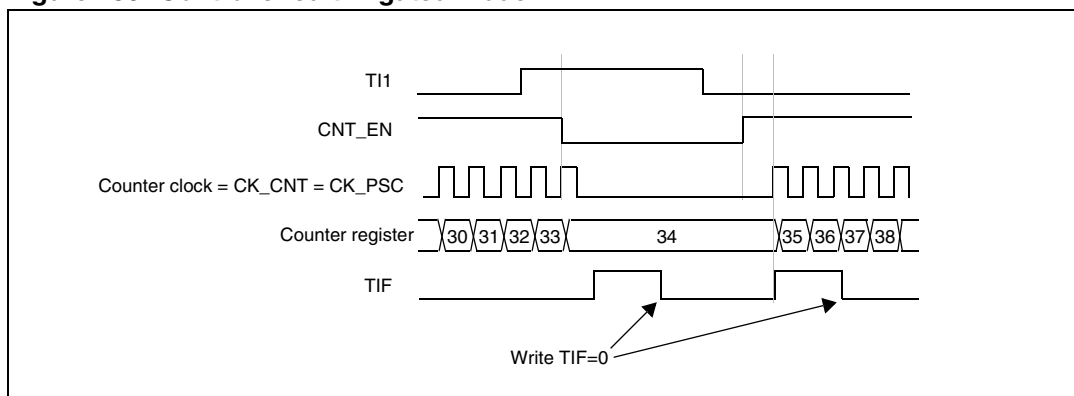 TI1
CNT_EN
Counter clock = CK_CNT = CK_PSC
Counter register 30 31 32 33 34 35 36 37 38
TIF
Write TIF=0